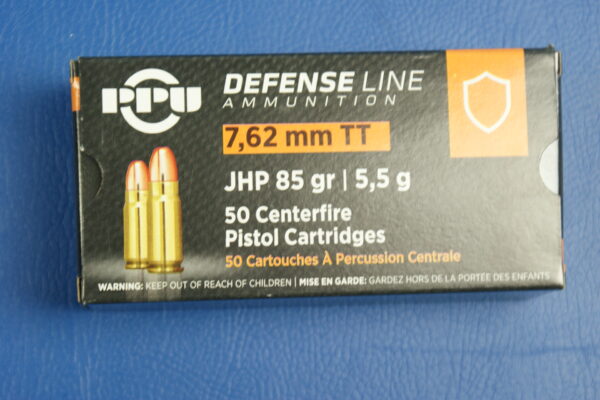 PPU
DEFENSE LINE
AMMUNITION
7,62 mm TT
JHP 85 gr | 5,5 g
50 Centerfire
Pistol Cartridges
50 Cartouches À Percussion Centrale
WARNING: KEEP OUT OF REACH OF CHILDREN | MISE EN GARDE: GARDEZ HORS DE LA PORTÉE DES ENFANTS